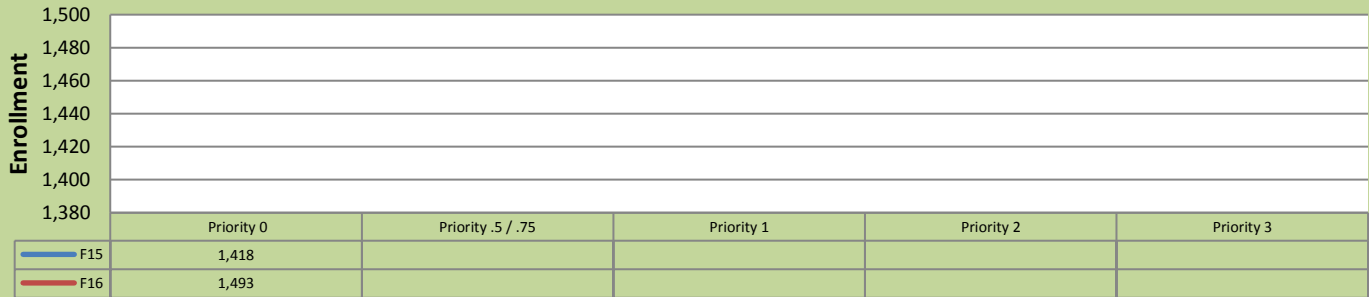 1,500
1,480
1,460
1,440
1,420
1,400
1,380
Enrollment
Priority 0 Priority .5 / .75 Priority 1 Priority 2 Priority 3
F15 1,418
F16 1,493